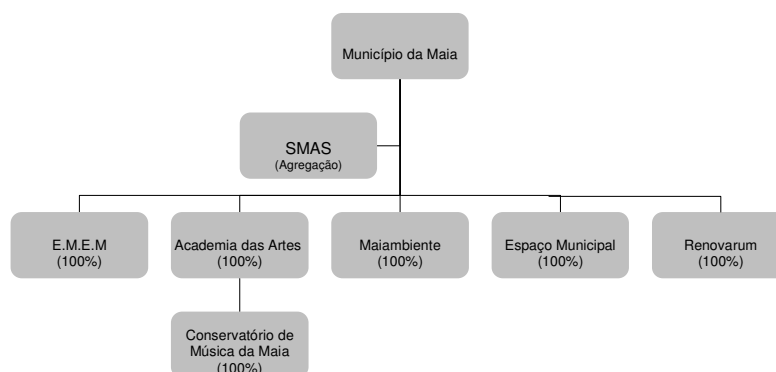 Município da Maia
SMAS
(Agregação)
E.M.E.M
(100%)
Academia das Artes
(100%)
Maiambiente
(100%)
Espaço Municipal
(100%)
Renovarum
(100%)
Conservatório de
Música da Maia
(100%)